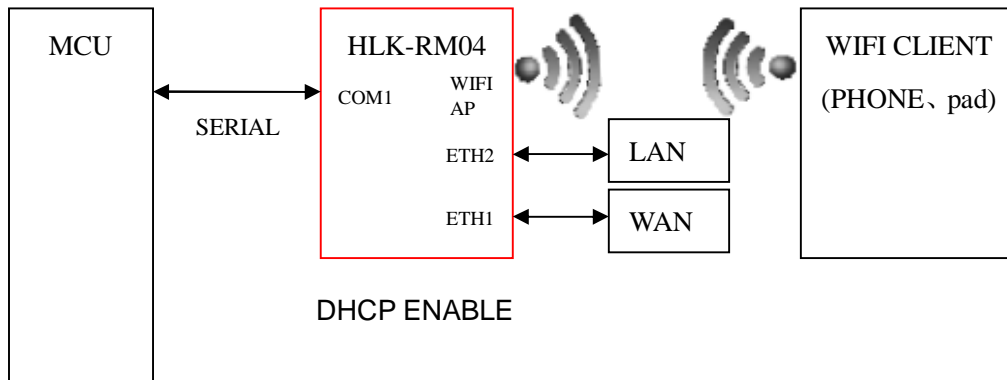 MCU
SERIAL
HLK-RM04
COM1
WIFI
AP
ETH2
ETH1
LAN
WAN
WIFI CLIENT
(PHONE、pad)
DHCP ENABLE